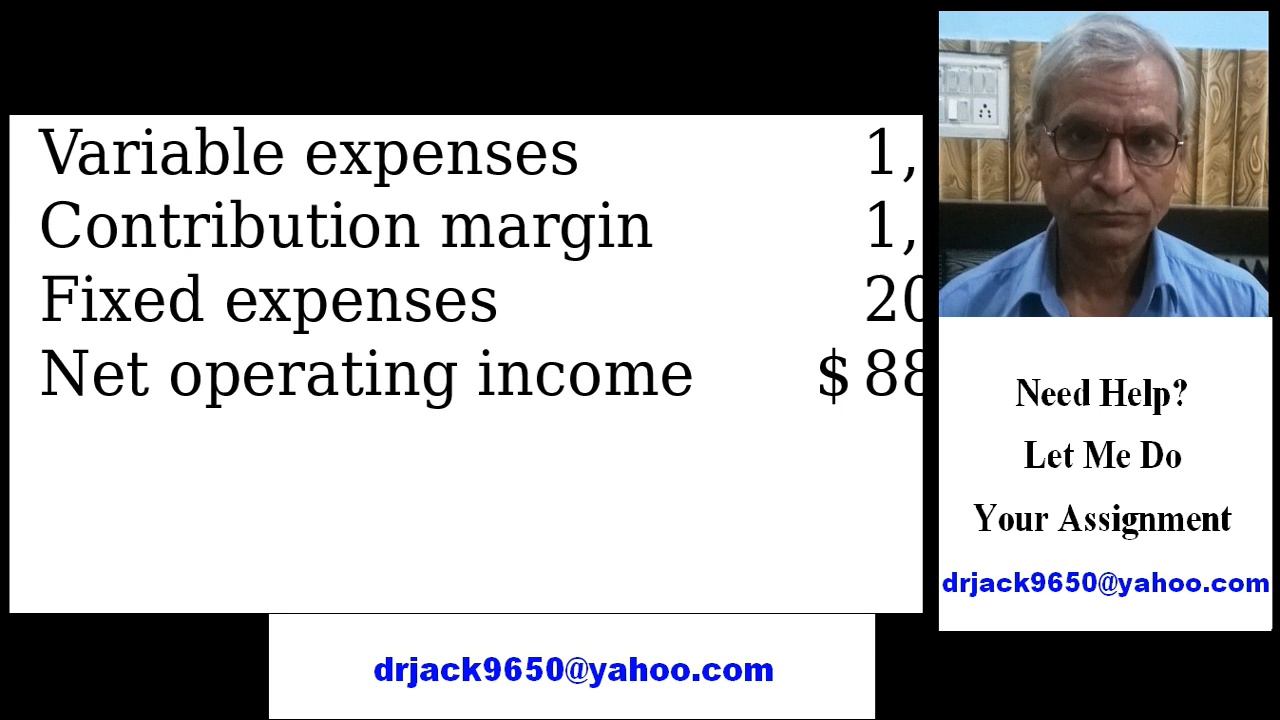 Variable expenses 1,
Contribution margin 1,
Fixed expenses 20
Net operating income $ 88
Need Help?
Let Me Do
Your Assignment
drjack9650@yahoo.com
drjack9650@yahoo.com